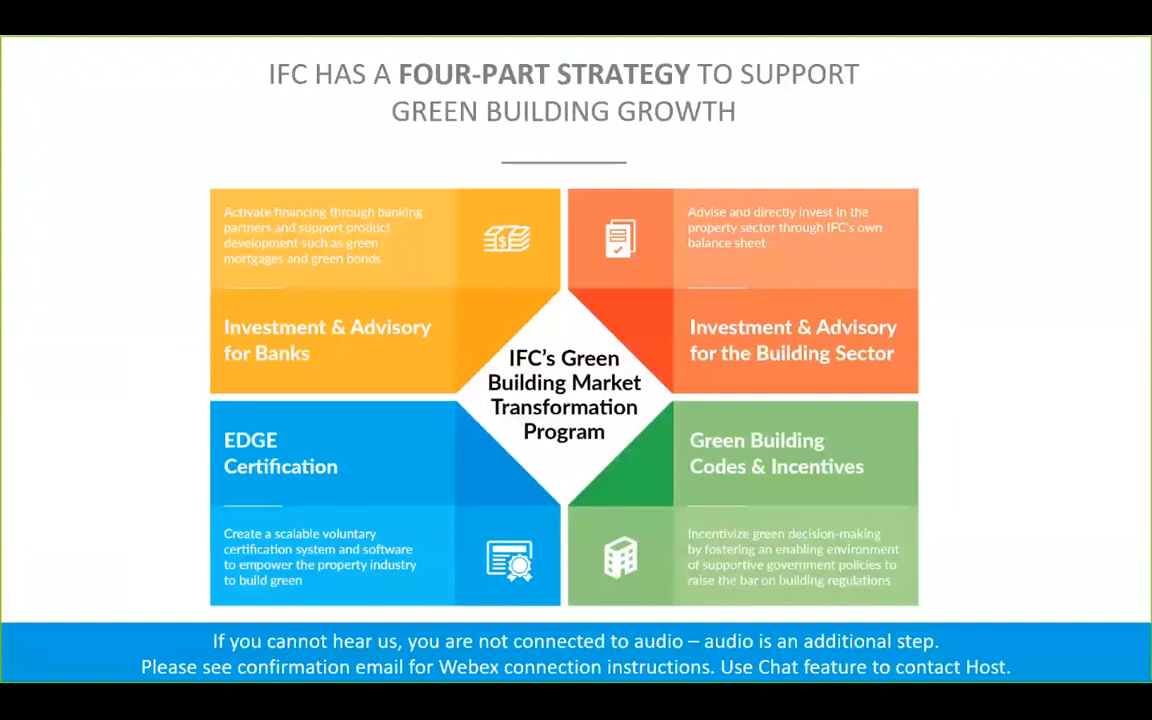 IFC HAS A FOUR-PART STRATEGY TO SUPPORT
GREEN BUILDING GROWTH
Activate financing through banking
partners and support product
development such as green
mortgages and green bonds
$
Investment & Advisory
for Banks
Advise and directly invest in the
property sector through IFC's own
balance sheet
Investment & Advisory
for the Building Sector
IFC's Green
Building Market
Transformation
Program
EDGE
Certification
Create a scalable voluntary
certification system and software
to empower the property industry
to build green
Green Building
Codes & Incentives
Incentivize green decision-making
by fostering an enabling environment
of supportive government policies to
raise the bar on building regulations
If you cannot hear us, you are not connected to audio – audio is an additional step.
Please see confirmation email for Webex connection instructions. Use Chat feature to contact Host.